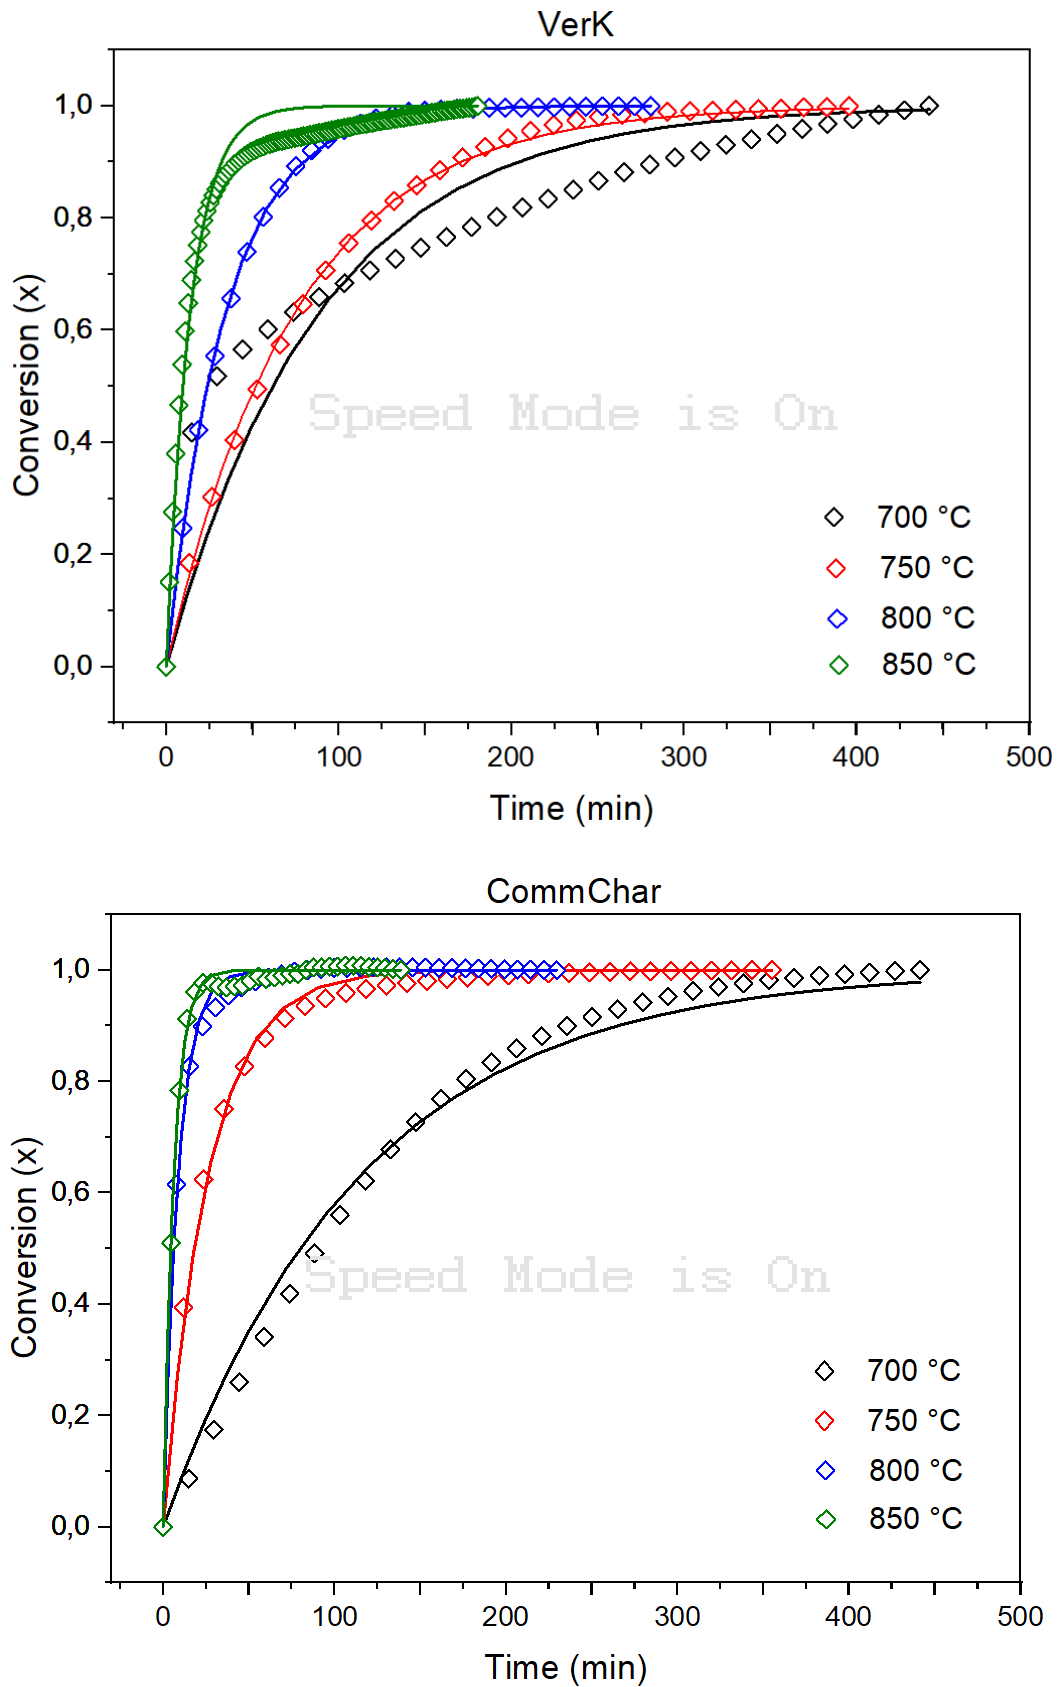 VerK
1,0
0,8
0,6
0,4
0,2
0,0
Conversion (x)
Speed Mode is On
700 °C
750 °C
800 °C
850 °C
0 100 200 300 400 500
Time (min)
CommChar
1,0
0,8
0,6
0,4
0,2
0,0
Conversion (x)
Speed Mode is On
700 °C
750 °C
800 °C
850 °C
0 100 200 300 400 500
Time (min)